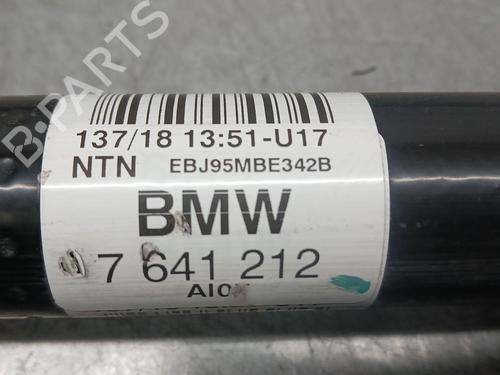 137/18 13:51-U17
NTN EBJ95MBE342B
BMW
7 641 212
B-PARTS